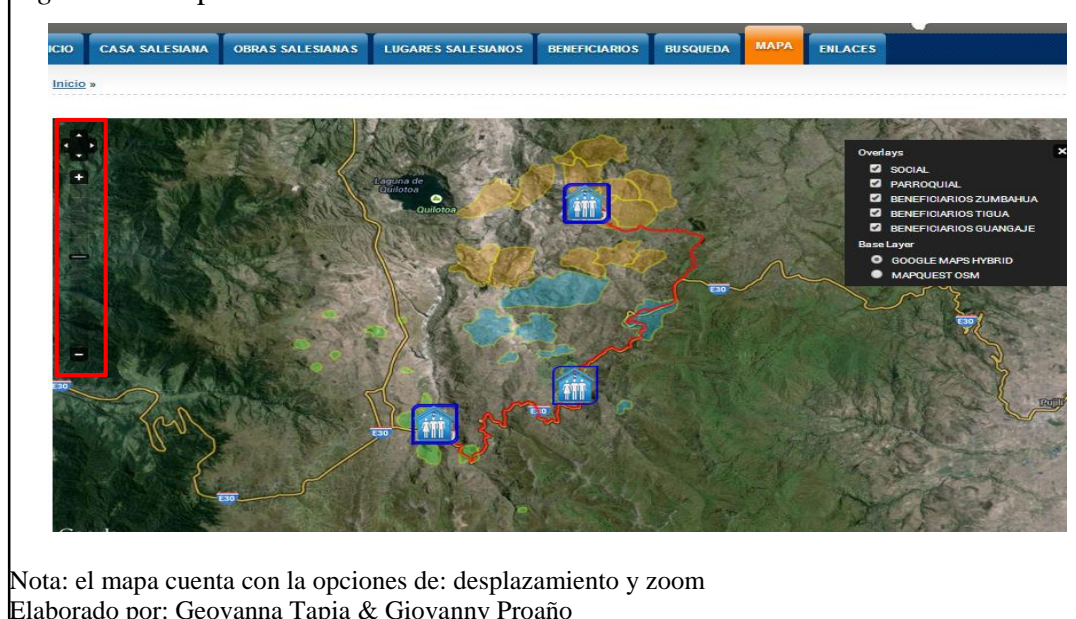 ICIO CASA SALESIANA OBRAS SALESIANAS LUGARES SALESIANOS BENEFICIARIOS BUSQUEDA MAPA ENLACES
Inicio »
Laguna de
Quilotoa
Quilotoa
Overlays
SOCIAL
PARROQUIAL
BENEFICIARIOS ZUMBAHUA
BENEFICIARIOS TIGUA
BENEFICIARIOS GUANGAJE
Base Layer
GOOGLE MAPS HYBRID
MAPQUEST OSM
E30
E30
E30
Pujilí
E30
E30
E30
Nota: el mapa cuenta con la opciones de: desplazamiento y zoom
Elaborado por: Geovanna Tapia & Giovanny Proaño